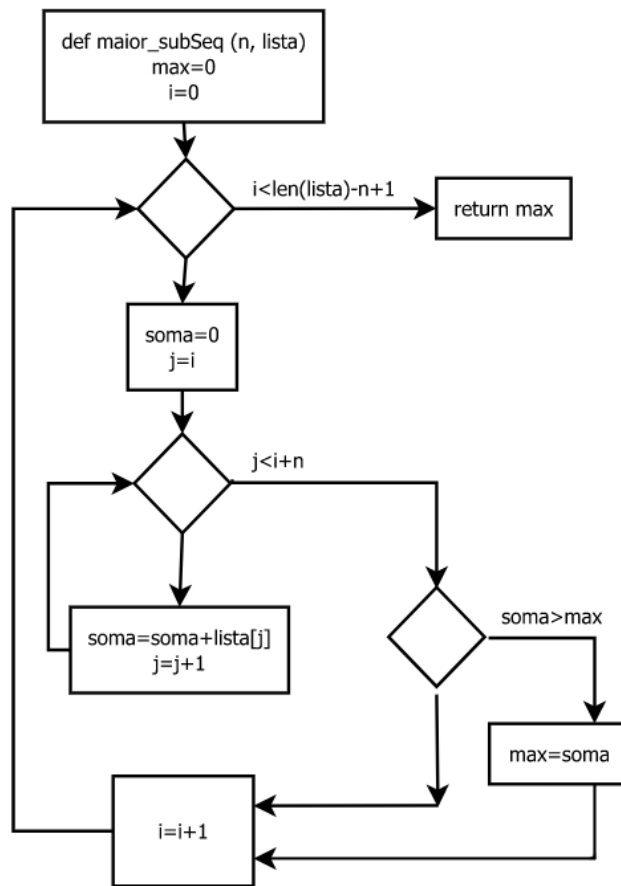 def maior_subSeq (n, lista)
max=0
i=0
i<len(lista)-n+1
return max
soma=0
j=i
j<i+n
soma=soma+lista[j]
j=j+1
soma>max
max=soma
i=i+1